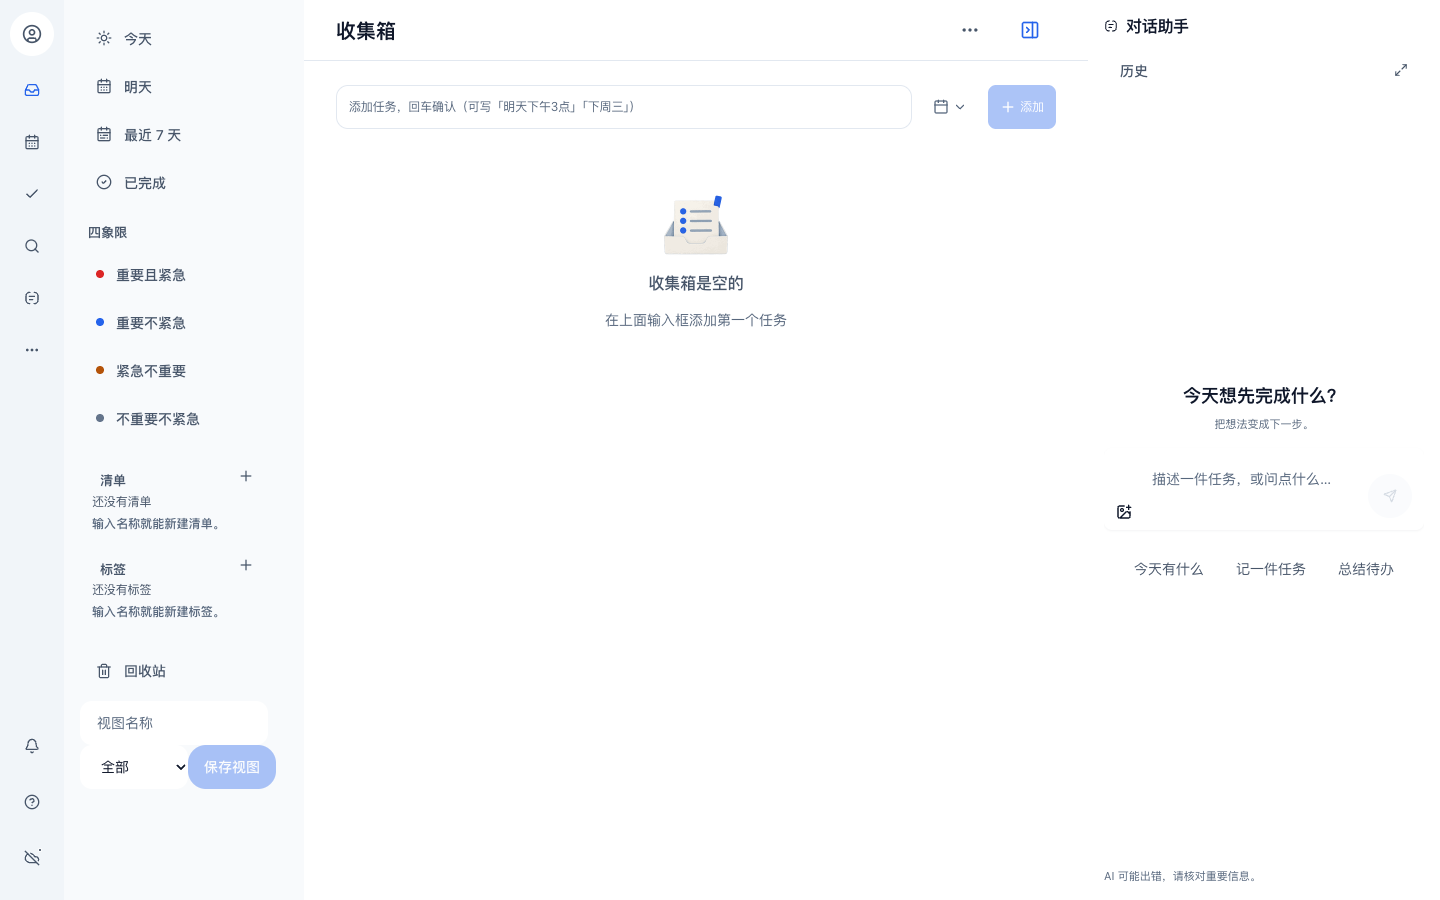 今天
明天
最近 7 天
已完成
四象限
重要且紧急
重要不紧急
紧急不重要
不重要不紧急
清单
还没有清单
输入名称就能新建清单。
标签
还没有标签
输入名称就能新建标签。
回收站
视图名称
全部
保存视图
收集箱
添加任务，回车确认（可写「明天下午3点」「下周三」）
添加
收集箱是空的
在上面输入框添加第一个任务
对话助手
历史
今天想先完成什么？
把想法变成下一步。
描述一件任务，或问点什么...
今天有什么
记一件任务
总结待办
AI 可能出错，请核对重要信息。